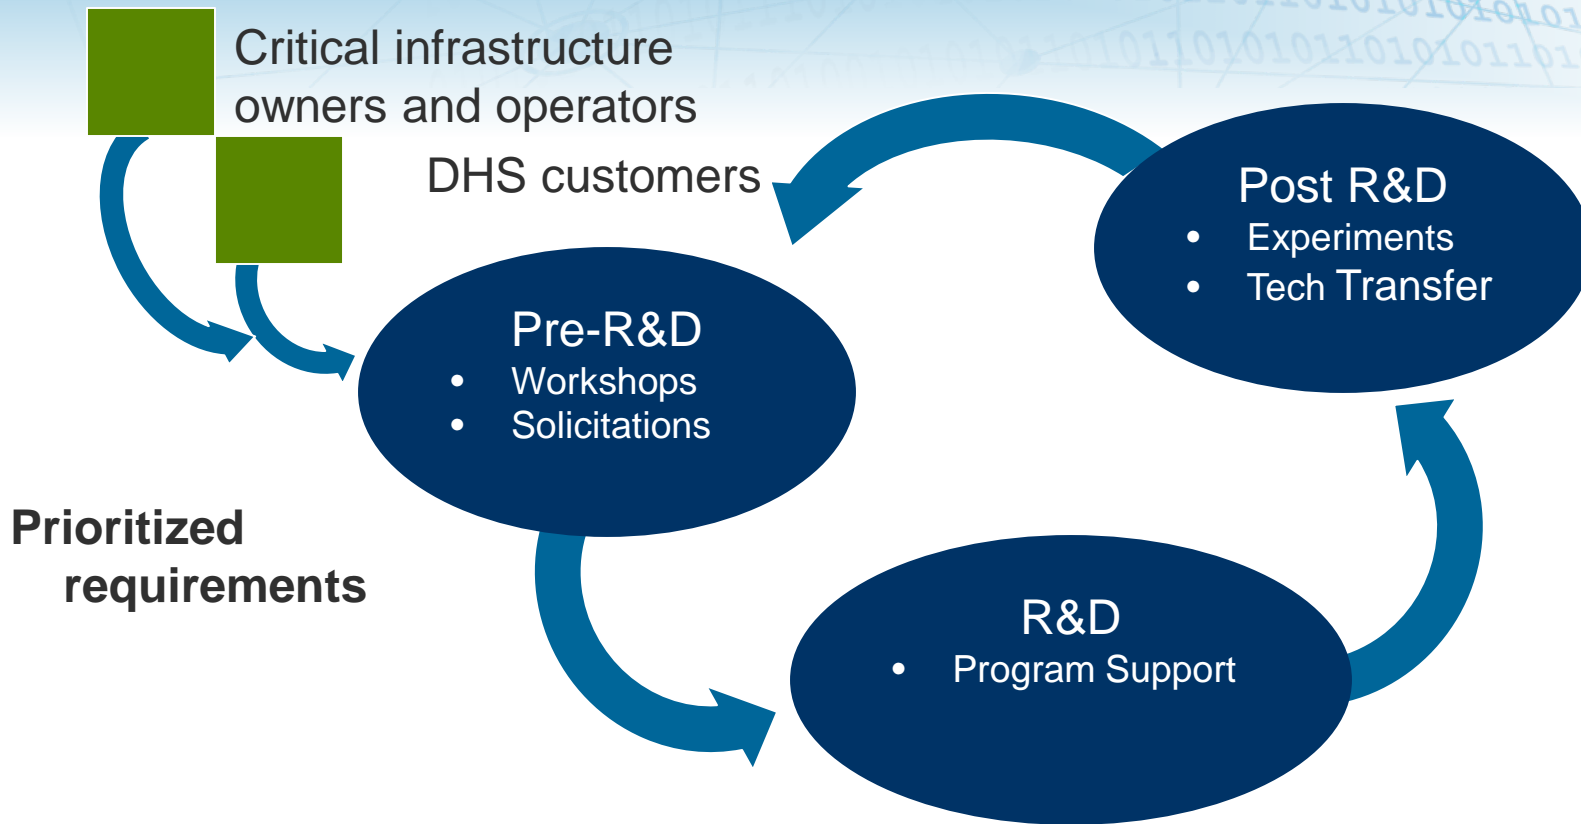 Critical infrastructure
owners and operators
DHS customers
Post R&D
• Experiments
• Tech Transfer
Pre-R&D
• Workshops
• Solicitations
Prioritized
requirements
R&D
• Program Support